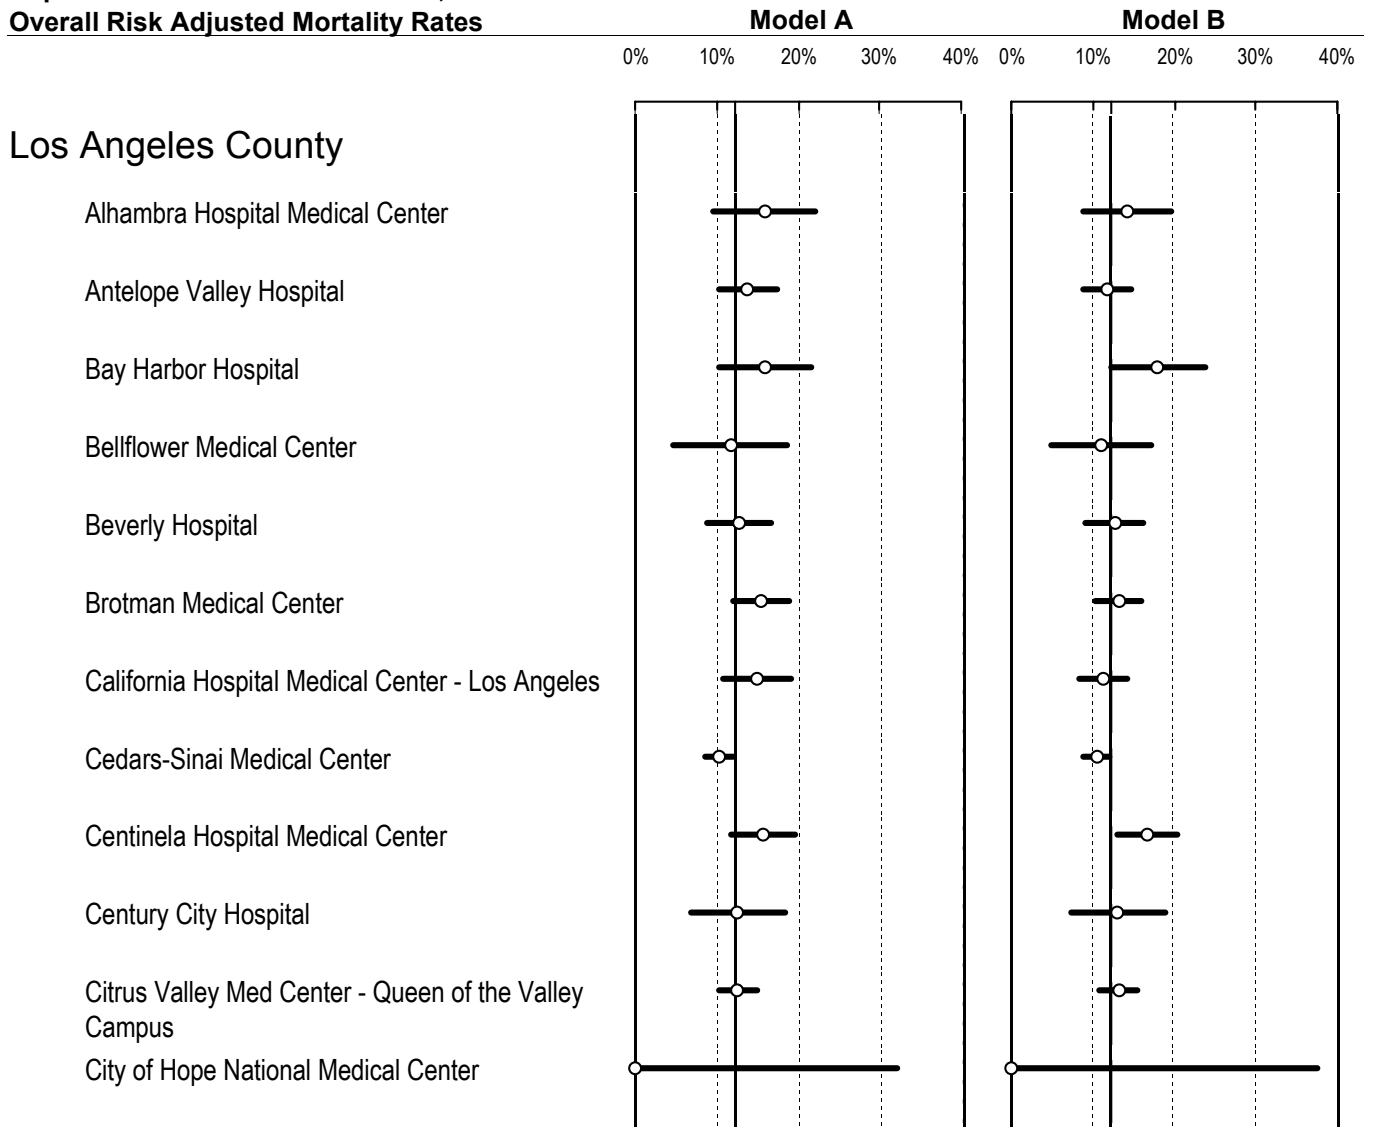 Overall Risk Adjusted Mortality Rates
Model A
Model B
0% 10% 20% 30% 40% 0% 10% 20% 30% 40%
Los Angeles County
Alhambra Hospital Medical Center
Antelope Valley Hospital
Bay Harbor Hospital
Bellflower Medical Center
Beverly Hospital
Brotman Medical Center
California Hospital Medical Center - Los Angeles
Cedars-Sinai Medical Center
Centinela Hospital Medical Center
Century City Hospital
Citrus Valley Med Center - Queen of the Valley
Campus
City of Hope National Medical Center